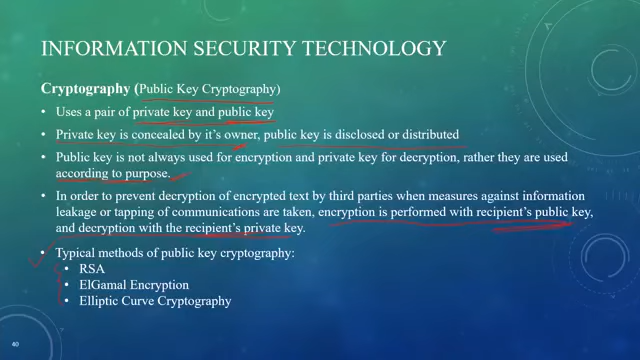 INFORMATION SECURITY TECHNOLOGY
Cryptography (Public Key Cryptography)
• Uses a pair of private key and public key
• Private key is concealed by it's owner, public key is disclosed or distributed
• Public key is not always used for encryption and private key for decryption, rather they are used
according to purpose.
• In order to prevent decryption of encrypted text by third parties when measures against information
leakage or tapping of communications are taken, encryption is performed with recipient's public key,
and decryption with the recipient's private key.
• Typical methods of public key cryptography:
• RSA
• ElGamal Encryption
• Elliptic Curve Cryptography
40